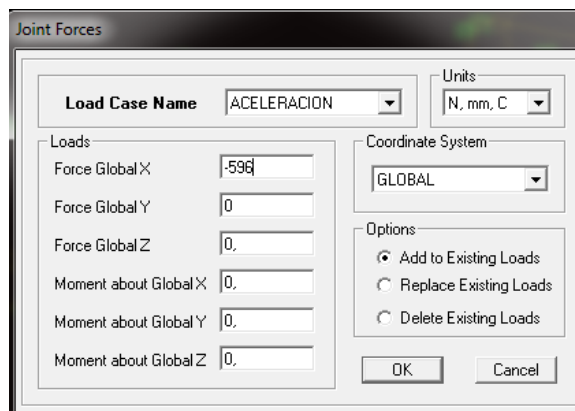 Joint Forces
Load Case Name ACELERACION
Units
N, mm, C
Loads
Force Global X -596
Force Global Y 0
Force Global Z 0,
Moment about Global X 0,
Moment about Global Y 0,
Moment about Global Z 0,
Coordinate System
GLOBAL
Options
Add to Existing Loads
Replace Existing Loads
Delete Existing Loads
OK Cancel